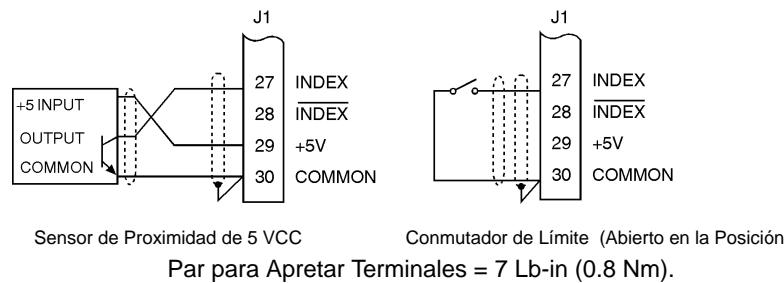 J1 J1
27 INDEX 27 INDEX
+5 INPUT
28 INDEX 28 INDEX
OUTPUT
29 +5V 29 +5V
COMMON
30 COMMON 30 COMMON
Sensor de Proximidad de 5 VCC Conmutador de Límite (Abierto en la Posición
Par para Apretar Terminales = 7 Lb-in (0.8 Nm).